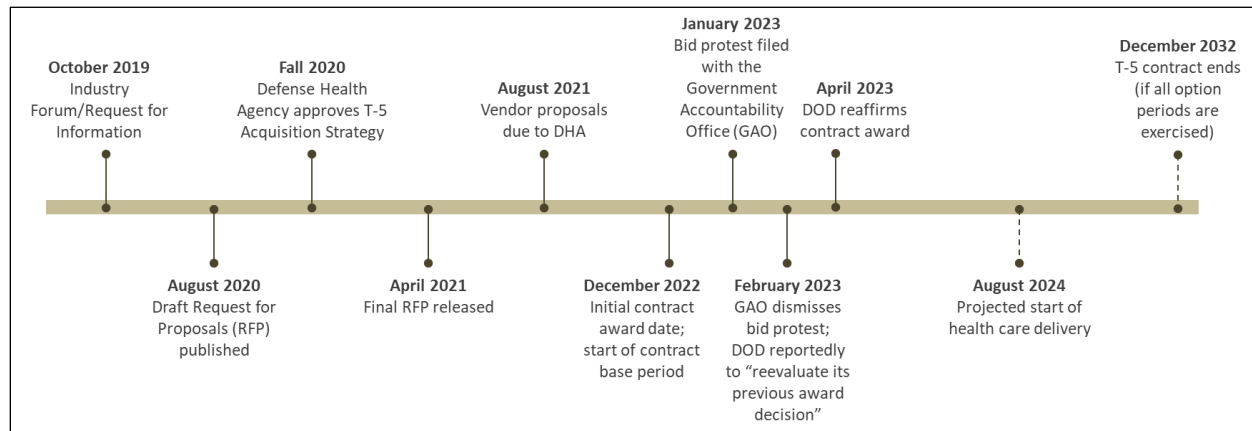 October 2019
Industry
Forum/Request for
Information
August 2020
Draft Request for
Proposals (RFP)
published
Fall 2020
Defense Health
Agency approves T-5
Acquisition Strategy
April 2021
Final RFP released
August 2021
Vendor proposals
due to DHA
December 2022
Initial contract
award date;
start of contract
base period
January 2023
Bid protest filed
with the
Government
Accountability
Office (GAO)
February 2023
GAO dismisses
bid protest;
DOD reportedly
to “reevaluate its
previous award
decision”
April 2023
DOD reaffirms
contract award
August 2024
Projected start of
health care delivery
December 2032
T-5 contract ends
(if all option
periods are
exercised)